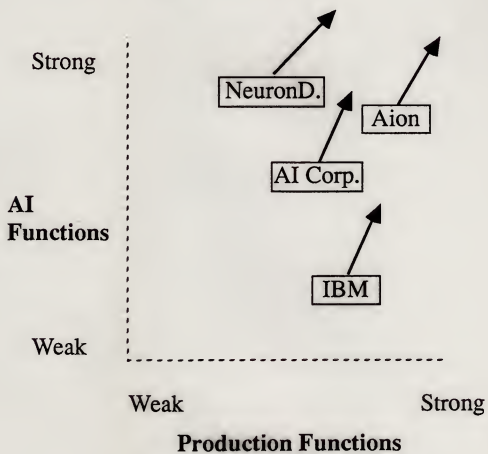 Strong
NeuronD.
Aion
AI Corp.
AI
Functions
IBM
Weak
Weak
Strong
Production Functions